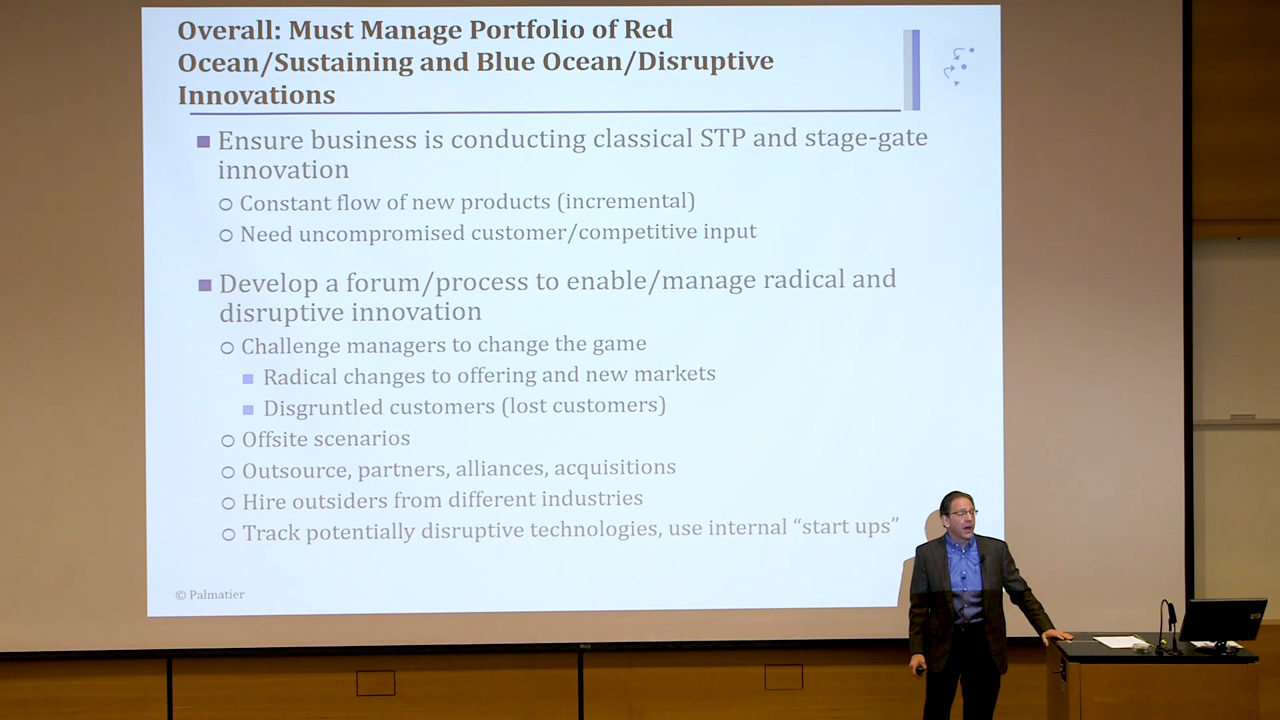 Overall: Must Manage Portfolio of Red
Ocean/Sustaining and Blue Ocean/Disruptive
Innovations
Ensure business is conducting classical STP and stage-gate
innovation
Constant flow of new products (incremental)
Need uncompromised customer/competitive input
Develop a forum/process to enable/manage radical and
disruptive innovation
Challenge managers to change the game
Radical changes to offering and new markets
Disgruntled customers (lost customers)
Offsite scenarios
Outsource, partners, alliances, acquisitions
Hire outsiders from different industries
Track potentially disruptive technologies, use internal “start ups”
© Palmatier